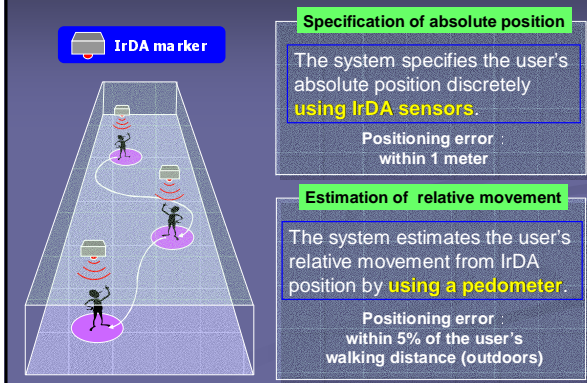 IrDA marker
Specification of absolute position
The system specifies the user's
absolute position discretely
using IrDA sensors.
Positioning error :
within 1 meter
Estimation of relative movement
The system estimates the user's
relative movement from IrDA
position by using a pedometer.
Positioning error :
within 5% of the user's
walking distance (outdoors)